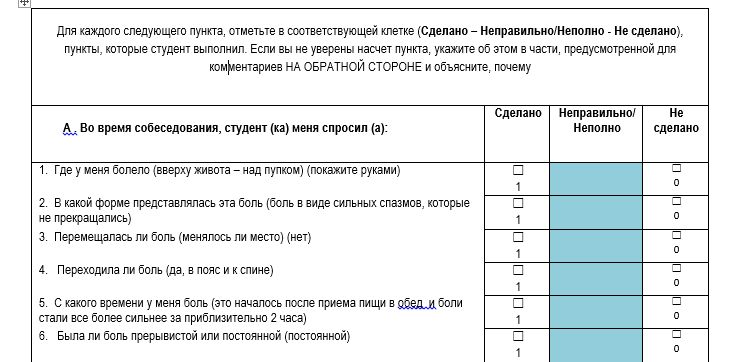 Для каждого следующего пункта, отметьте в соответствующей клетке (Сделано – Неправильно/Неполно - Не сделано),
пункты, которые студент выполнил. Если вы не уверены насчет пункта, укажите об этом в части, предусмотренной для
комментариев НА ОБРАТНОЙ СТОРОНЕ и объясните, почему
А . Во время собеседования, студент (ка) меня спросил (а):
Сделано
Неправильно/
Неполно
Не
сделано
1. Где у меня болело (вверху живота – над пупком) (покажите руками)
1
0
2. В какой форме представлялась эта боль (боль в виде сильных спазмов, которые
не прекращались)
1
0
3. Перемещалась ли боль (менялось ли место) (нет)
1
0
4. Переходила ли боль (да, в пояс и к спине)
1
0
5. С какого времени у меня боль (это началось после приема пищи в обед и боли
стали все более сильнее за приблизительно 2 часа)
1
0
6. Была ли боль прерывистой или постоянной (постоянной)
1
0